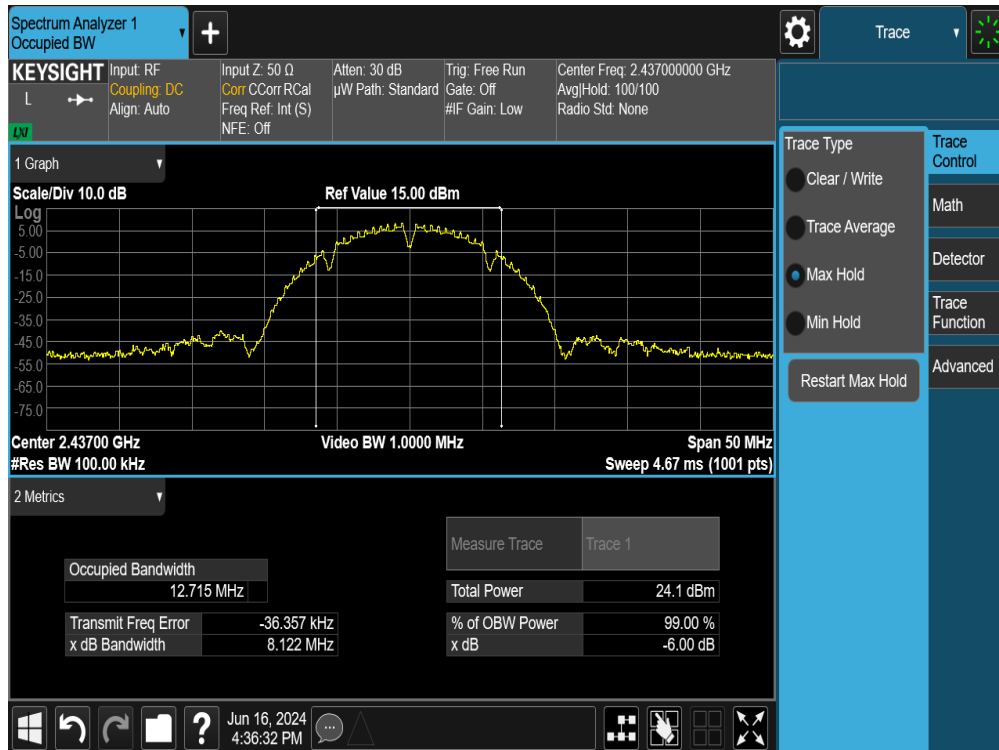 Spectrum Analyzer 1
Occupied BW
Trace
KEYSIGHT
L
LXI
Input: RF
Coupling: DC
Align: Auto
Input Z: 50 Ω
Corr CCorr RCal
Freq Ref: Int (S)
NFE: Off
Atten: 30 dB
µW Path: Standard
Trig: Free Run
Gate: Off
#IF Gain: Low
Center Freq: 2.437000000 GHz
Avg|Hold: 100/100
Radio Std: None
1 Graph
Scale/Div 10.0 dB
Ref Value 15.00 dBm
Log
5.00
-5.00
-15.0
-25.0
-35.0
-45.0
-55.0
-65.0
-75.0
Center 2.43700 GHz
Video BW 1.0000 MHz
Span 50 MHz
#Res BW 100.00 kHz
Sweep 4.67 ms (1001 pts)
2 Metrics
Measure Trace
Trace 1
Occupied Bandwidth
12.715 MHz
Total Power
24.1 dBm
Transmit Freq Error
-36.357 kHz
% of OBW Power
99.00 %
x dB Bandwidth
8.122 MHz
x dB
-6.00 dB
Trace Type
Clear / Write
Trace Average
Max Hold
Min Hold
Restart Max Hold
Trace
Control
Math
Detector
Trace
Function
Advanced
?
Jun 16, 2024
4:36:32 PM